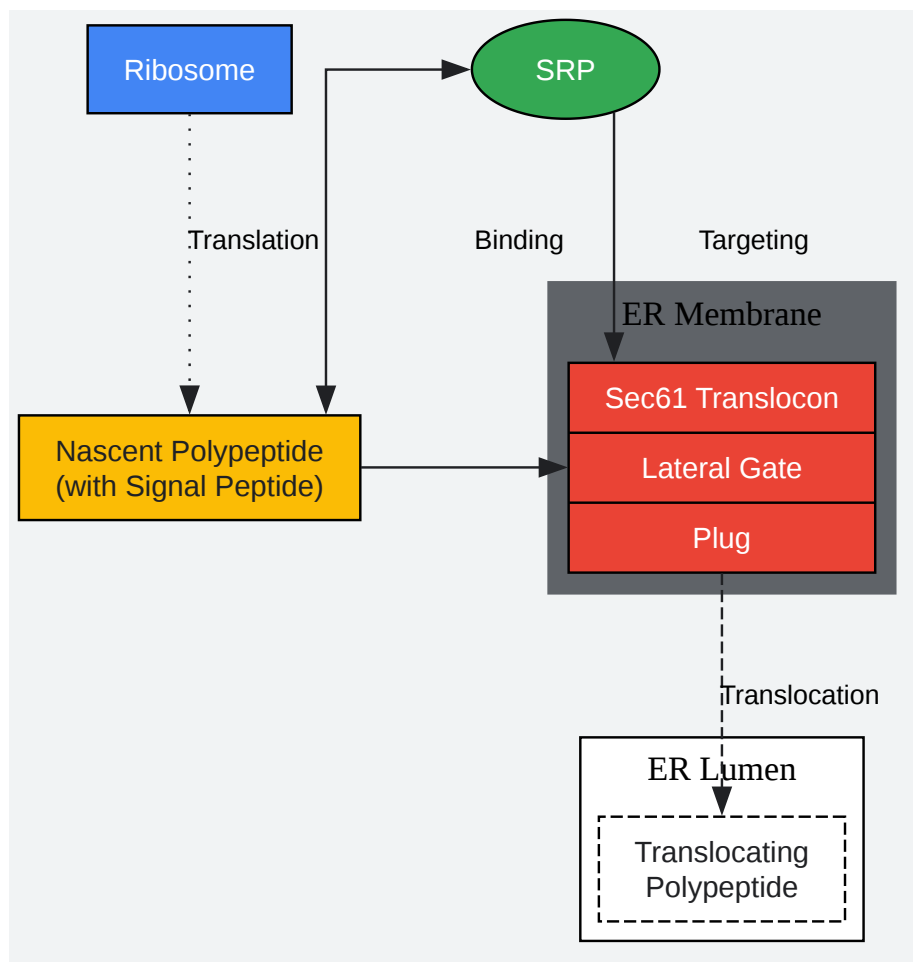 Ribosome
SRP
Translation
Binding
Targeting
ER Membrane
Sec61 Translocon
Lateral Gate
Plug
Nascent Polypeptide
(with Signal Peptide)
Translocation
ER Lumen
Translocating
Polypeptide